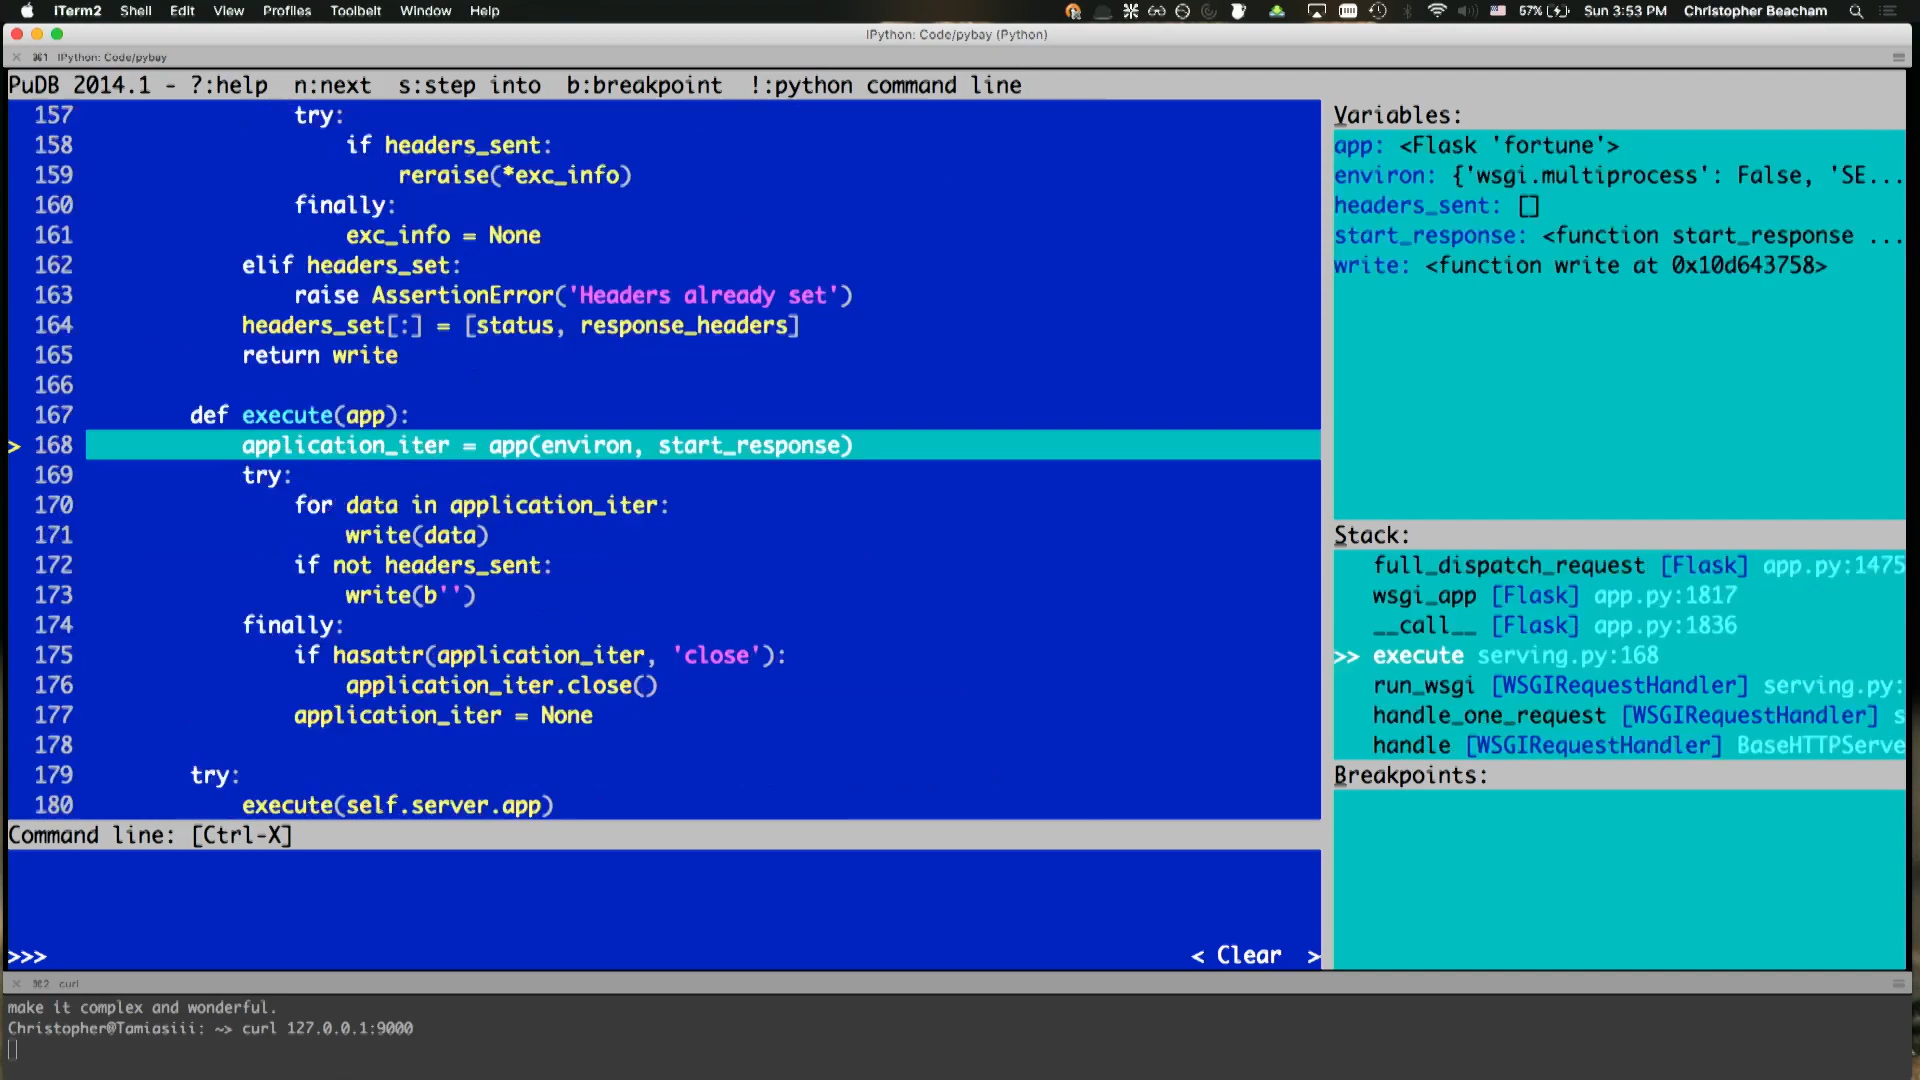 iTerm2 Shell Edit View Profiles Toolbelt Window Help 57% Sun 3:53 PM Christopher Beacham
IPython: Code/pybay (Python)
⌘1 IPython: Code/pybay
PuDB 2014.1 - ?:help n:next s:step into b:breakpoint !:python command line
157 try:
158 if headers_sent:
159 reraise(*exc_info)
160 finally:
161 exc_info = None
162 elif headers_set:
163 raise AssertionError('Headers already set')
164 headers_set[:] = [status, response_headers]
165 return write
166
167 def execute(app):
> 168 application_iter = app(environ, start_response)
169 try:
170 for data in application_iter:
171 write(data)
172 if not headers_sent:
173 write(b'')
174 finally:
175 if hasattr(application_iter, 'close'):
176 application_iter.close()
177 application_iter = None
178
179 try:
180 execute(self.server.app)
Command line: [Ctrl-X]
>>> < Clear >
Variables:
app: <Flask 'fortune'>
environ: {'wsgi.multiprocess': False, 'SE...
headers_sent: []
start_response: <function start_response ...
write: <function write at 0x10d643758>
Stack:
full_dispatch_request [Flask] app.py:1475
wsgi_app [Flask] app.py:1817
__call__ [Flask] app.py:1836
>> execute serving.py:168
run_wsgi [WSGIRequestHandler] serving.py:
handle_one_request [WSGIRequestHandler] s
handle [WSGIRequestHandler] BaseHTTPServe
Breakpoints:
⌘2 curl
make it complex and wonderful.
Christopher@Tamiasiii: ~> curl 127.0.0.1:9000